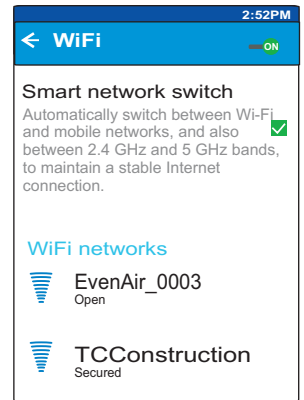 2:52PM
WiFi
ON
Smart network switch
Automatically switch between Wi-Fi
and mobile networks, and also
between 2.4 GHz and 5 GHz bands,
to maintain a stable Internet
connection.
WiFi networks
EvenAir_0003
Open
TCConstruction
Secured